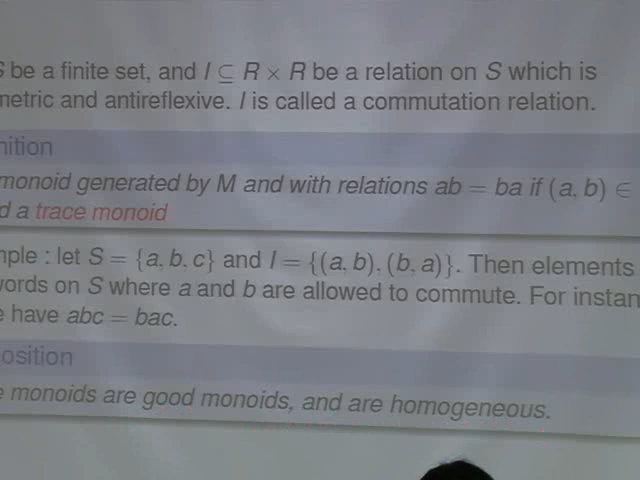 S be a finite set, and I ⊆ R × R be a relation on S which is
metric and antireflexive. I is called a commutation relation.
nition
monoid generated by M and with relations ab = ba if (a, b) ∈
d a trace monoid
mple : let S = {a, b, c} and I = {(a, b), (b, a)}. Then elements
words on S where a and b are allowed to commute. For instan
e have abc = bac.
osition
e monoids are good monoids, and are homogeneous.